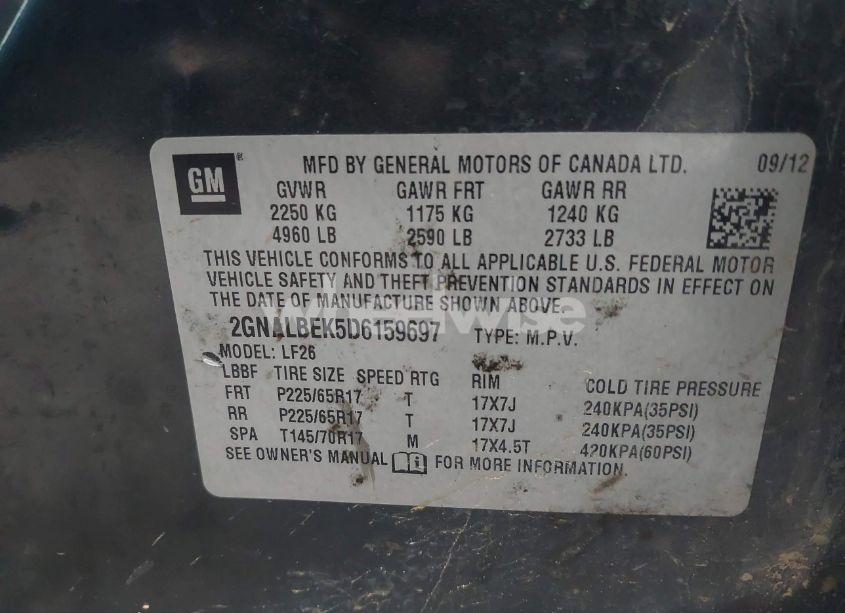 GM
MFD BY GENERAL MOTORS OF CANADA LTD. 09/12
GVWR GAWR FRT GAWR RR
2250 KG 1175 KG 1240 KG
4960 LB 2590 LB 2733 LB
THIS VEHICLE CONFORMS TO ALL APPLICABLE U.S. FEDERAL MOTOR
VEHICLE SAFETY AND THEFT PREVENTION STANDARDS IN EFFECT ON
THE DATE OF MANUFACTURE SHOWN ABOVE.
2GNALBEK5D6159697 TYPE: M.P.V.
MODEL: LF26
LBBF TIRE SIZE SPEED RTG RIM COLD TIRE PRESSURE
FRT P225/65R17 T 17X7J 240KPA(35PSI)
RR P225/65R17 T 17X7J 240KPA(35PSI)
SPA T145/70R17 M 17X4.5T 420KPA(60PSI)
SEE OWNER'S MANUAL FOR MORE INFORMATION.